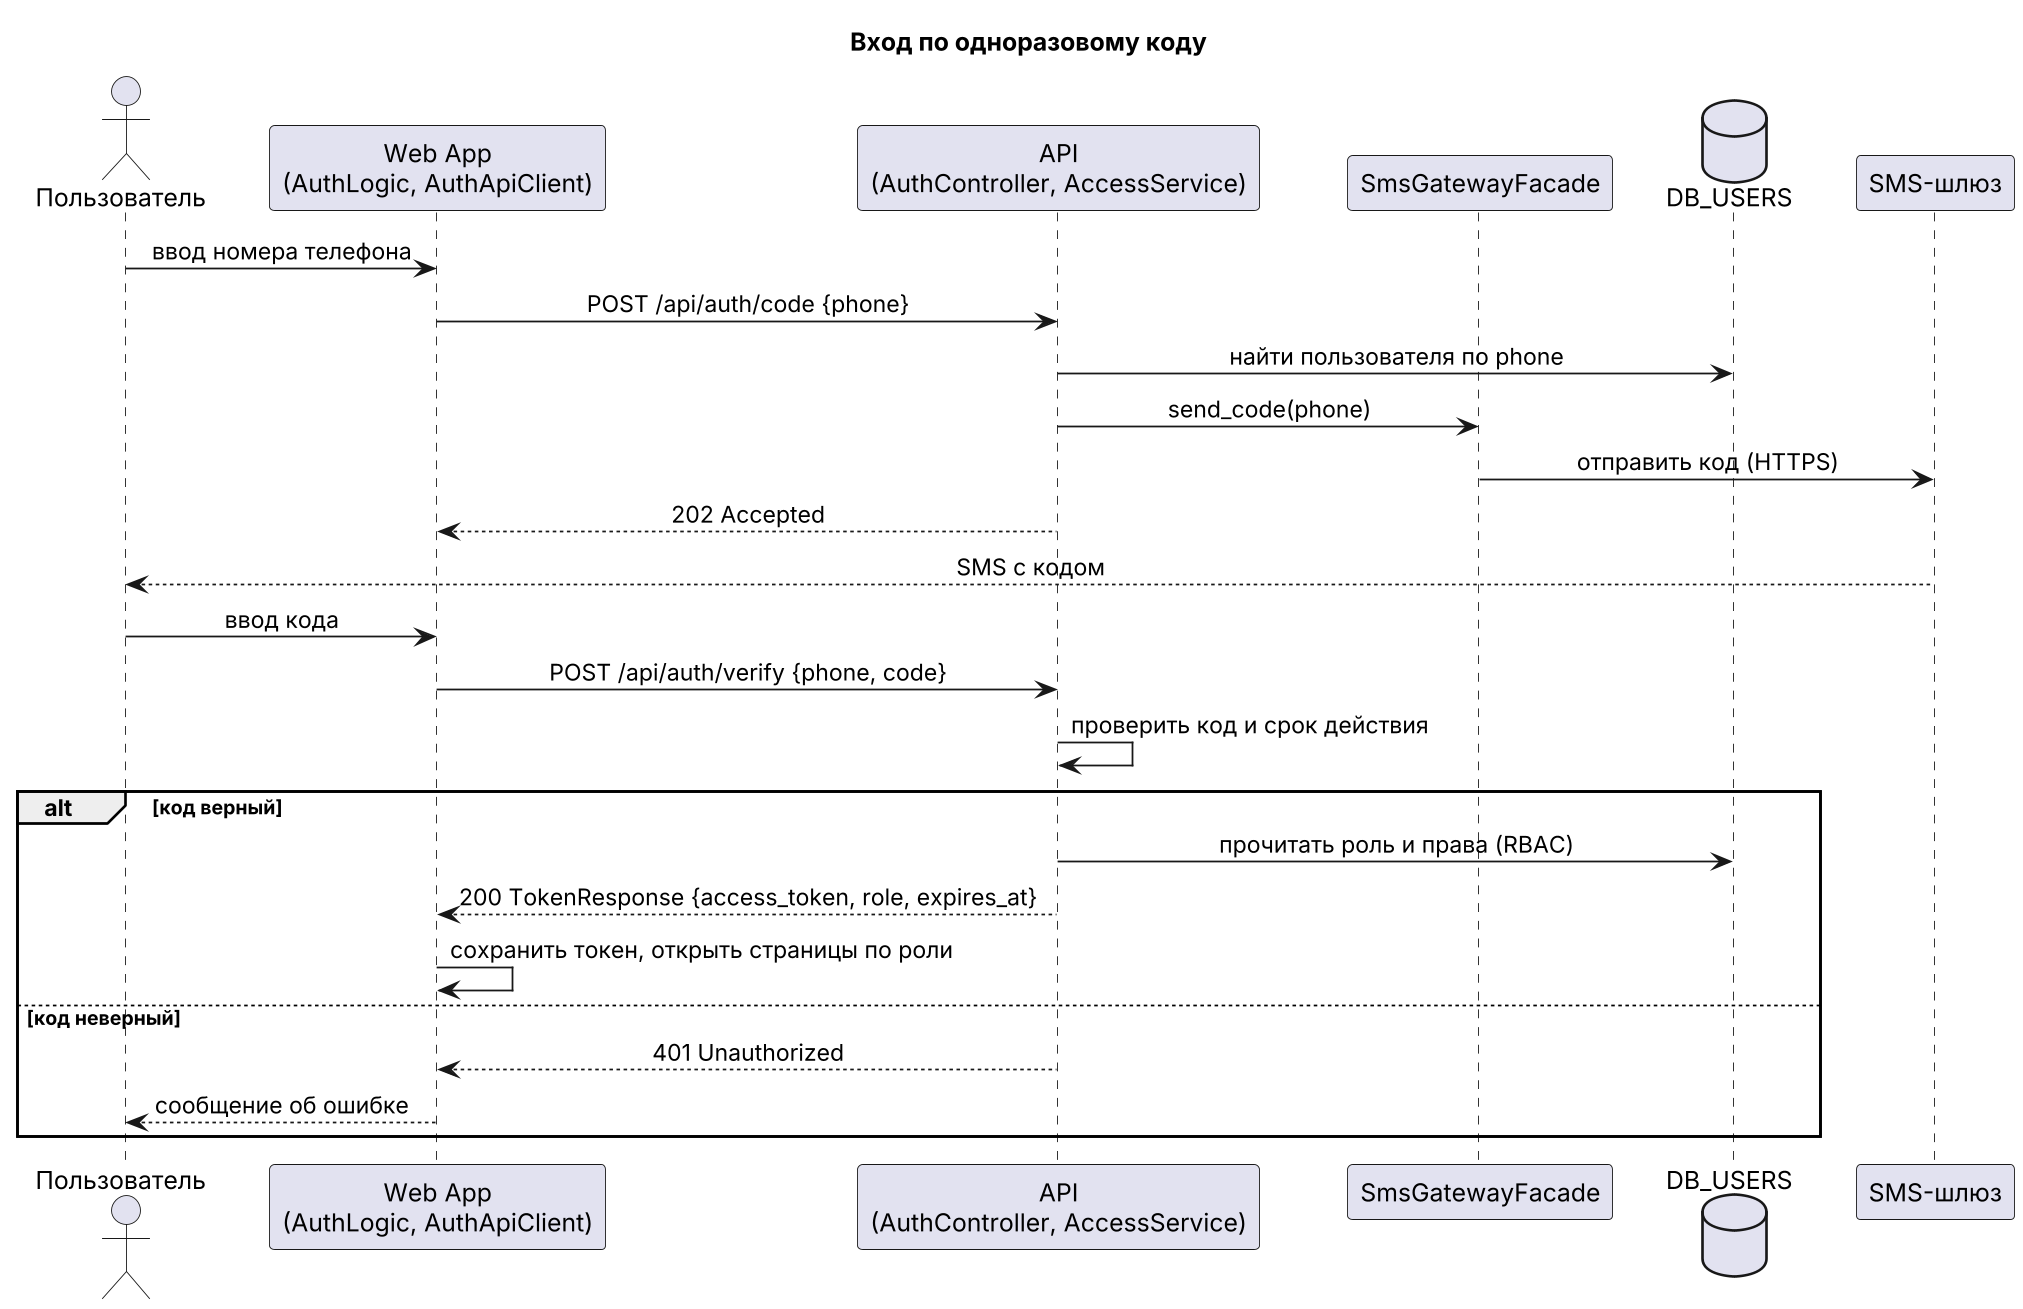 Вход по одноразовому коду
Пользователь
Web App
(AuthLogic, AuthApiClient)
API
(AuthController, AccessService)
SmsGatewayFacade
DB_USERS
SMS-шлюз
ввод номера телефона
POST /api/auth/code {phone}
найти пользователя по phone
send_code(phone)
отправить код (HTTPS)
202 Accepted
SMS с кодом
ввод кода
POST /api/auth/verify {phone, code}
проверить код и срок действия
alt
[код верный]
прочитать роль и права (RBAC)
200 TokenResponse {access_token, role, expires_at}
сохранить токен, открыть страницы по роли
[код неверный]
401 Unauthorized
сообщение об ошибке
Пользователь
Web App
(AuthLogic, AuthApiClient)
API
(AuthController, AccessService)
SmsGatewayFacade
DB_USERS
SMS-шлюз